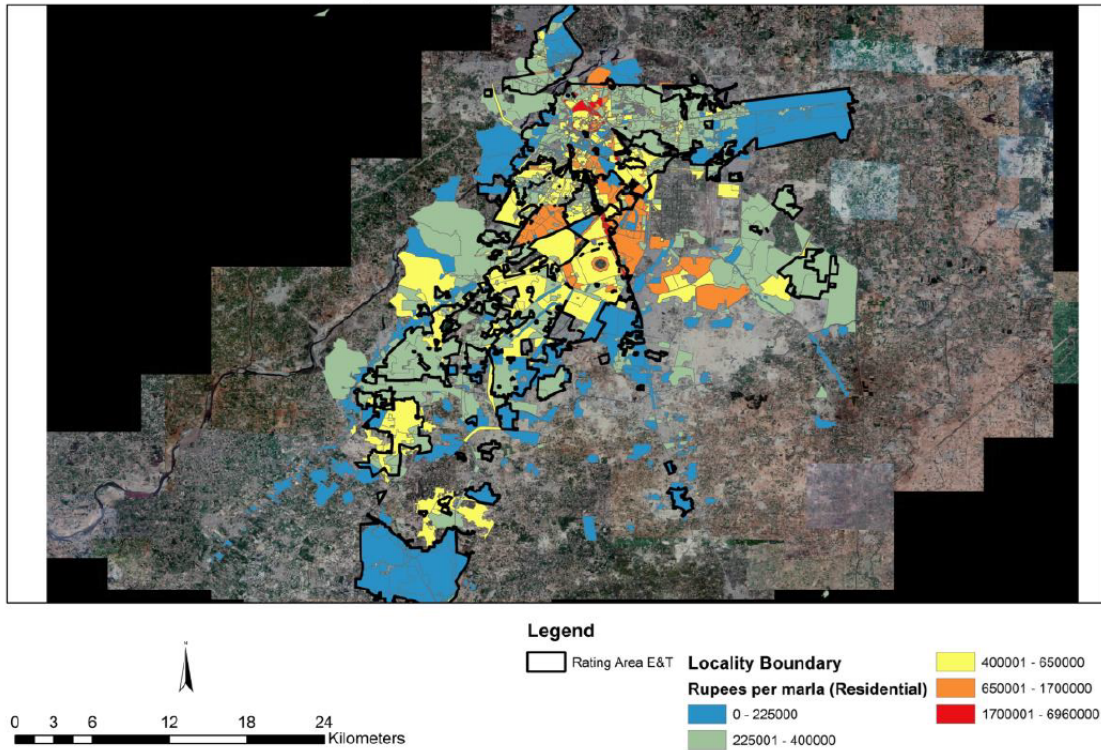 N
Legend
Rating Area E&T
Locality Boundary
Rupees per marla (Residential)
0 - 225000
225001 - 400000
400001 - 650000
650001 - 1700000
1700001 - 6960000
0 3 6 12 18 24
Kilometers